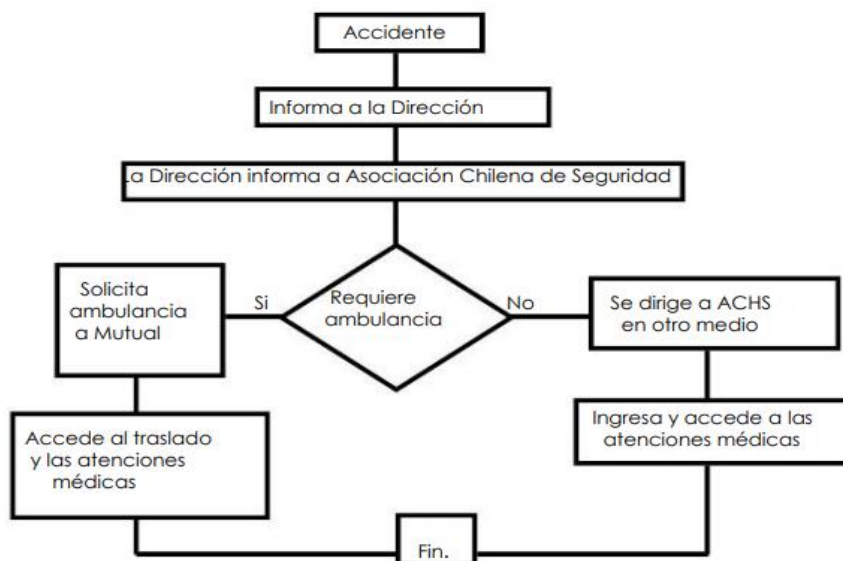 Accidente
Informa a la Dirección
La Dirección informa a Asociación Chilena de Seguridad
Solicita
ambulancia
a Mutual
Si
Requiere
ambulancia
No
Se dirige a ACHS
en otro medio
Accede al traslado
y las atenciones
médicas
Ingresa y accede a las
atenciones médicas
Fin.